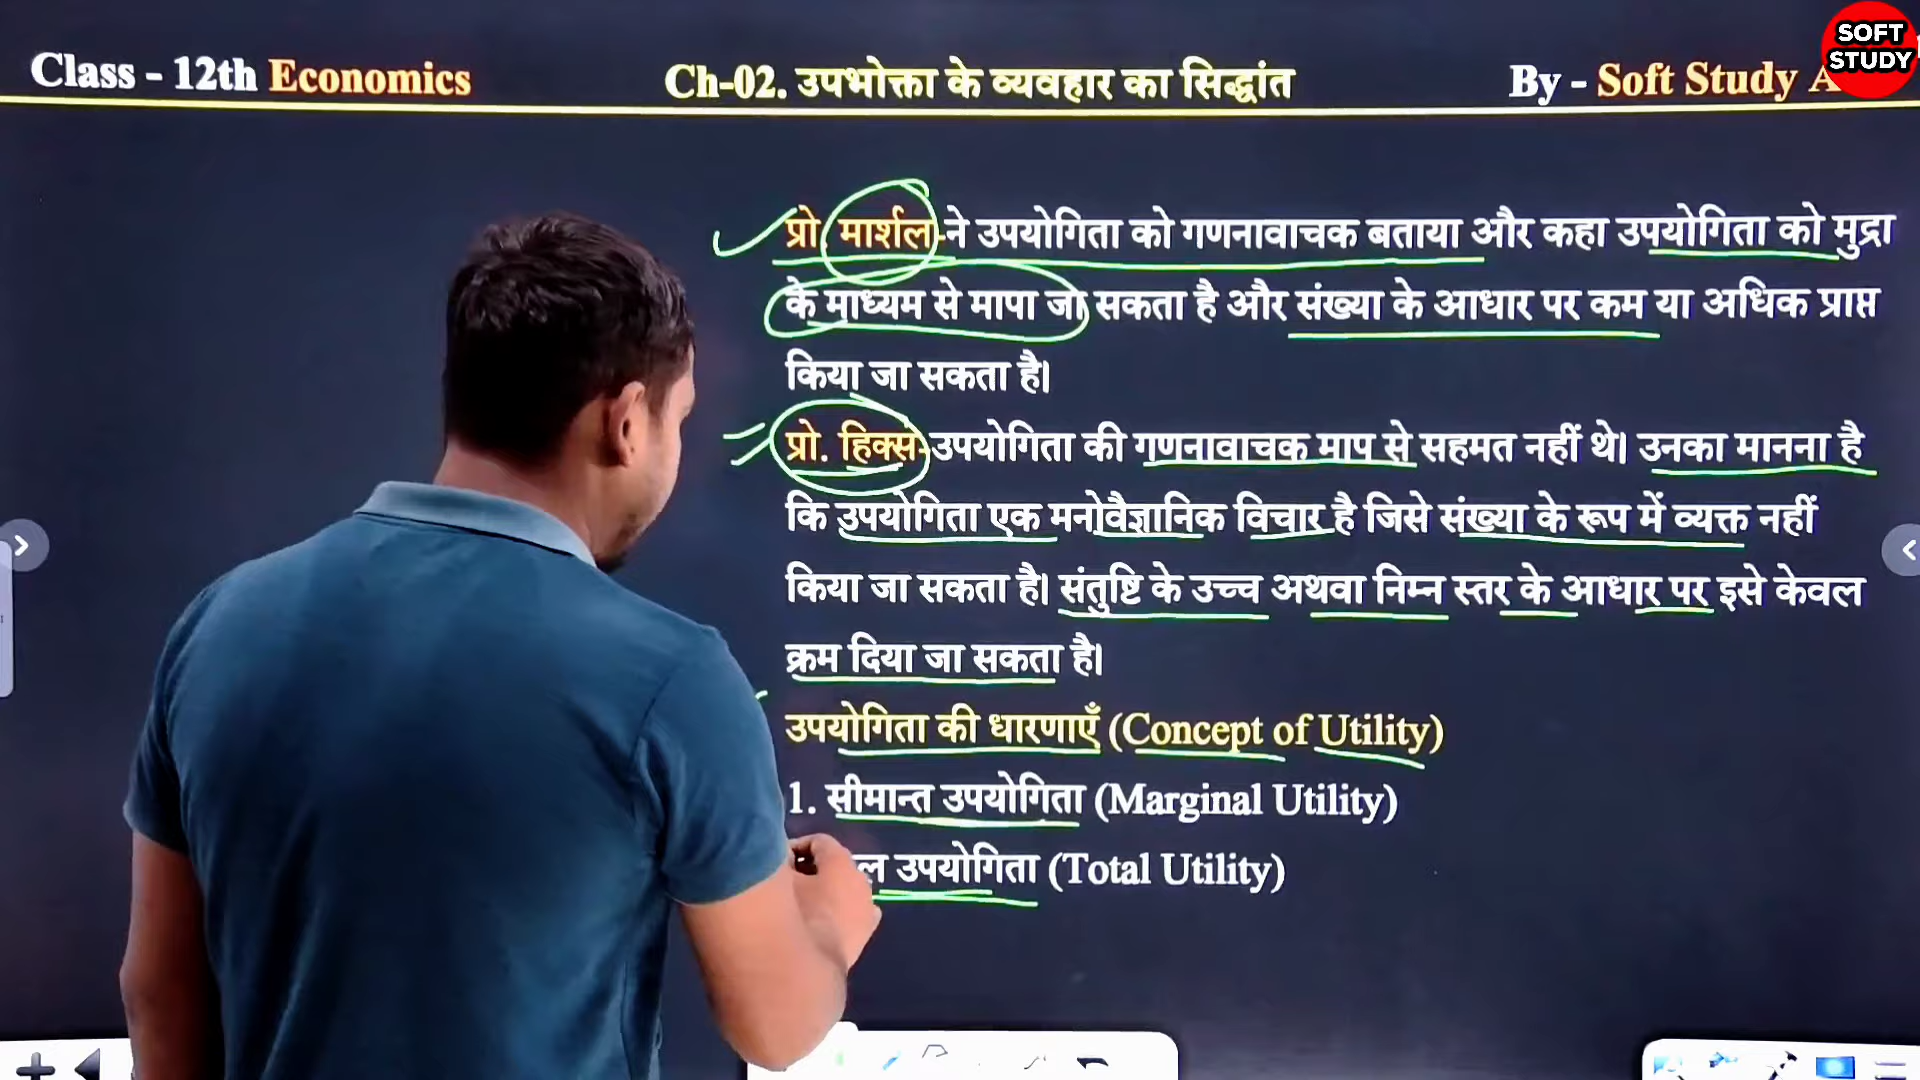 SOFT
STUDY
Class - 12th Economics
Ch-02. उपभोक्ता के व्यवहार का सिद्धांत
By - Soft Study A
प्रो. मार्शल-ने उपयोगिता को गणनावाचक बताया और कहा उपयोगिता को मुद्रा
के माध्यम से मापा जा सकता है और संख्या के आधार पर कम या अधिक प्राप्त
किया जा सकता है।
प्रो. हिक्स-उपयोगिता की गणनावाचक माप से सहमत नहीं थे। उनका मानना है
कि उपयोगिता एक मनोवैज्ञानिक विचार है जिसे संख्या के रूप में व्यक्त नहीं
किया जा सकता है। संतुष्टि के उच्च अथवा निम्न स्तर के आधार पर इसे केवल
क्रम दिया जा सकता है।
उपयोगिता की धारणाएँ (Concept of Utility)
1. सीमान्त उपयोगिता (Marginal Utility)
उपयोगिता (Total Utility)